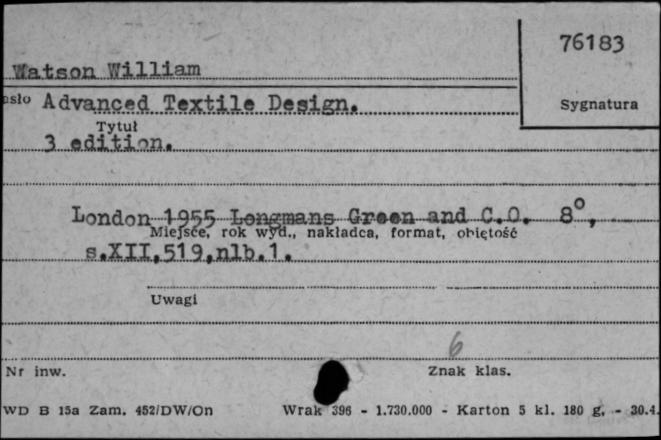 76183
Watson William
asło Advanced Textile Design.
Sygnatura
Tytuł
3 edition.
London 1955 Longmans Green and C.O. 8°,
Miejsce, rok wyd., nakładca, format, objętość
s.XII,519,nlb.1.
Uwagi
6
Nr inw. Znak klas.
WD B 15a Zam. 452/DW/On Wrak 396 - 1.730.000 - Karton 5 kl. 180 g, - 30.4.